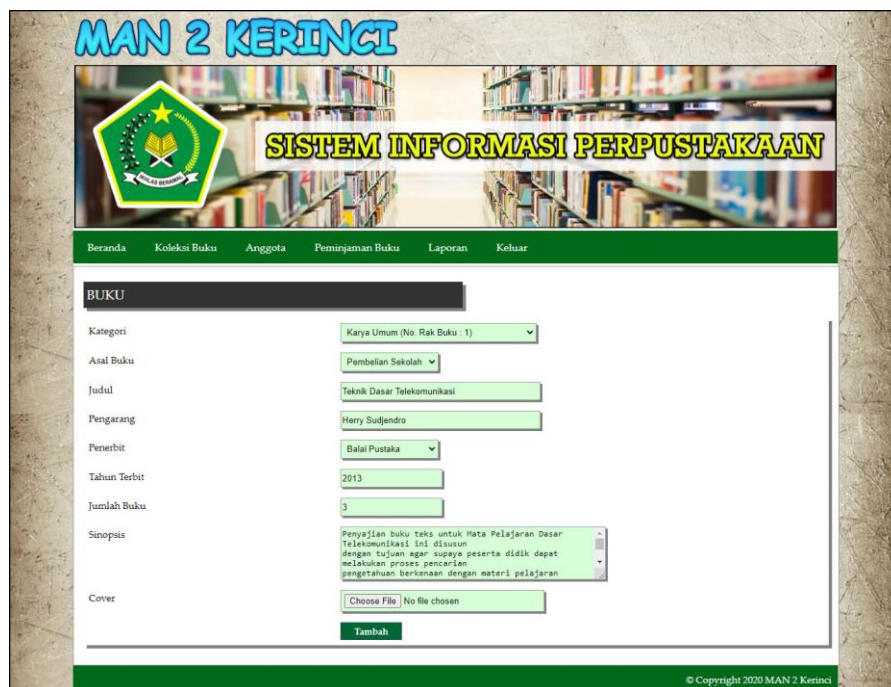 MAN 2 KERINCI
IKHLAS BERAMAL
SISTEM INFORMASI PERPUSTAKAAN
Beranda Koleksi Buku Anggota Peminjaman Buku Laporan Keluar
BUKU
Kategori Karya Umum (No. Rak Buku : 1)
Asal Buku Pembelian Sekolah
Judul Teknik Dasar Telekomunikasi
Pengarang Herry Sudjendro
Penerbit Balai Pustaka
Tahun Terbit 2013
Jumlah Buku 3
Sinopsis Penyajian buku teks untuk Mata Pelajaran Dasar
Telekomunikasi ini disusun
dengan tujuan agar supaya peserta didik dapat
melakukan proses pencarian
pengetahuan berkenaan dengan materi pelajaran
Cover Choose File No file chosen
Tambah
© Copyright 2020 MAN 2 Kerinci